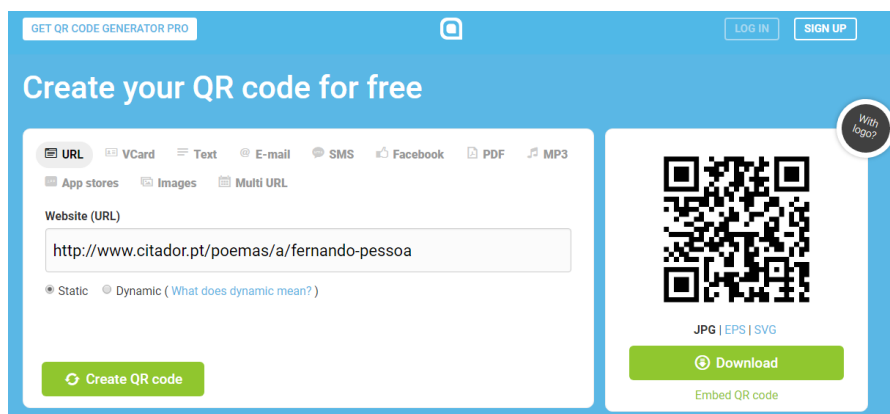 GET QR CODE GENERATOR PRO
LOG IN
SIGN UP
Create your QR code for free
With
logo?
URL VCard Text @ E-mail SMS Facebook PDF MP3
App stores Images Multi URL
Website (URL)
http://www.citador.pt/poemas/a/fernando-pessoa
Static Dynamic ( What does dynamic mean? )
Create QR code
JPG | EPS | SVG
Download
Embed QR code